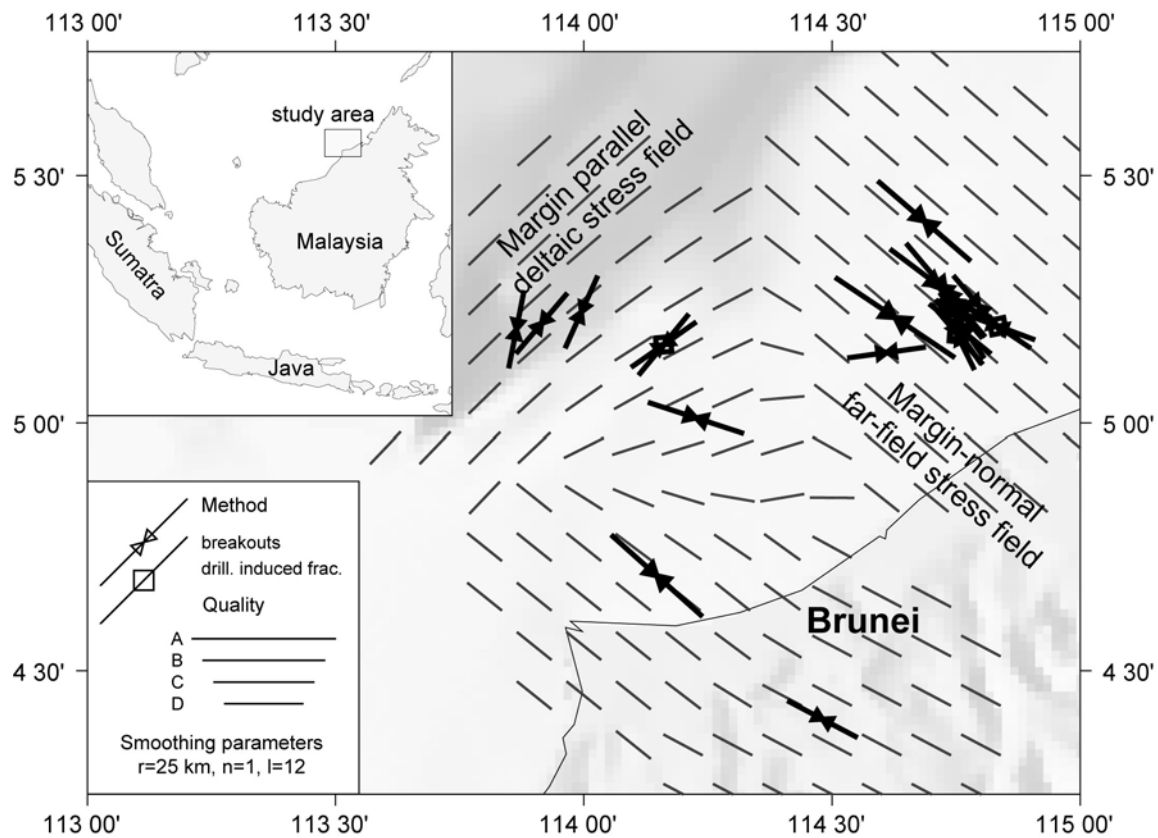 113 00' 113 30' 114 00' 114 30' 115 00'
study area
Malaysia
Sumatra
Java
Margin parallel
deltaic stress field
5 30' 5 30'
5 00' 5 00'
Margin-normal
far-field stress field
Method
breakouts
drill. induced frac.
Quality
A
B
C
D
Smoothing parameters
r=25 km, n=1, l=12
Brunei
4 30' 4 30'
113 00' 113 30' 114 00' 114 30' 115 00'